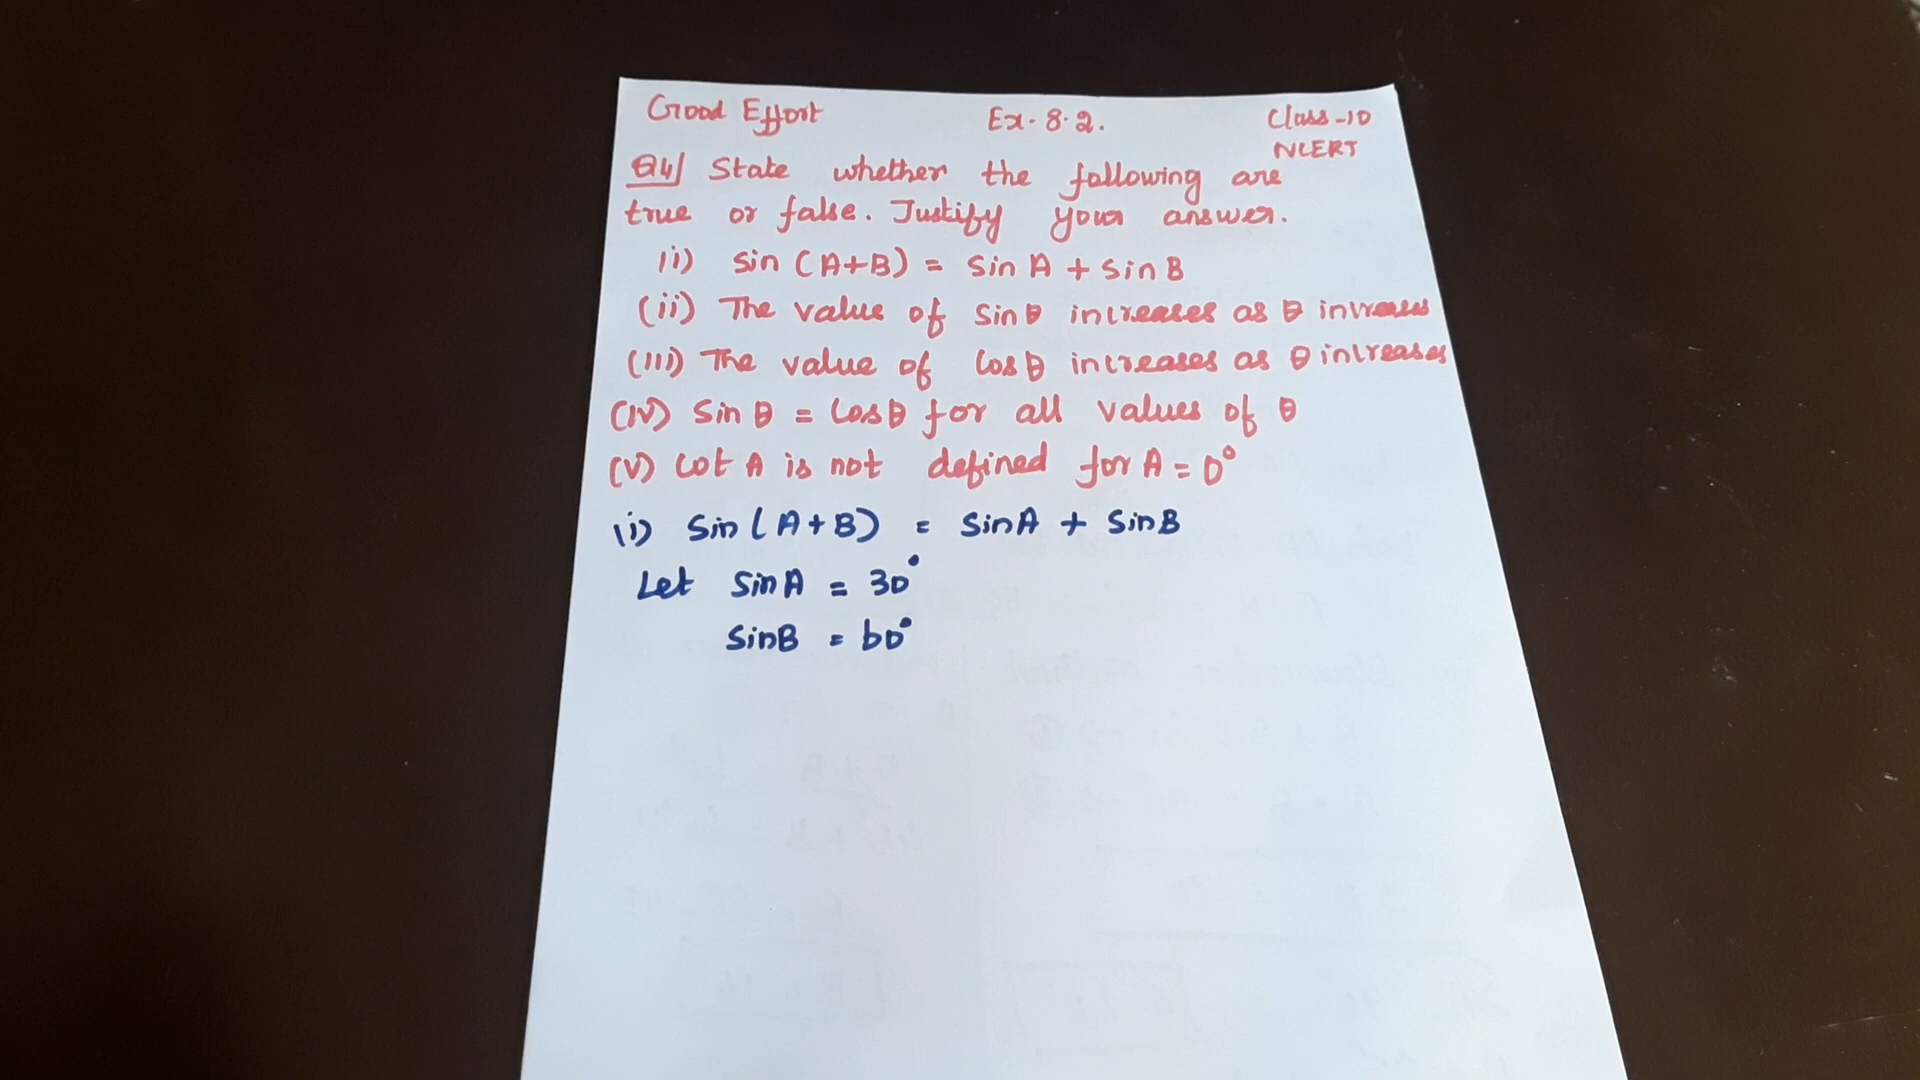 Good Effort Ex. 8.2. Class-10
NCERT
Q4) State whether the following are
true or false. Justify your answer.
(i) sin (A+B) = sin A + sin B
(ii) The value of sin θ increases as θ increases
(iii) The value of cos θ increases as θ increases
(iv) sin θ = cos θ for all values of θ
(v) cot A is not defined for A = 0°
(i) sin (A+B) = sin A + sin B
Let sin A = 30°
sin B = 60°